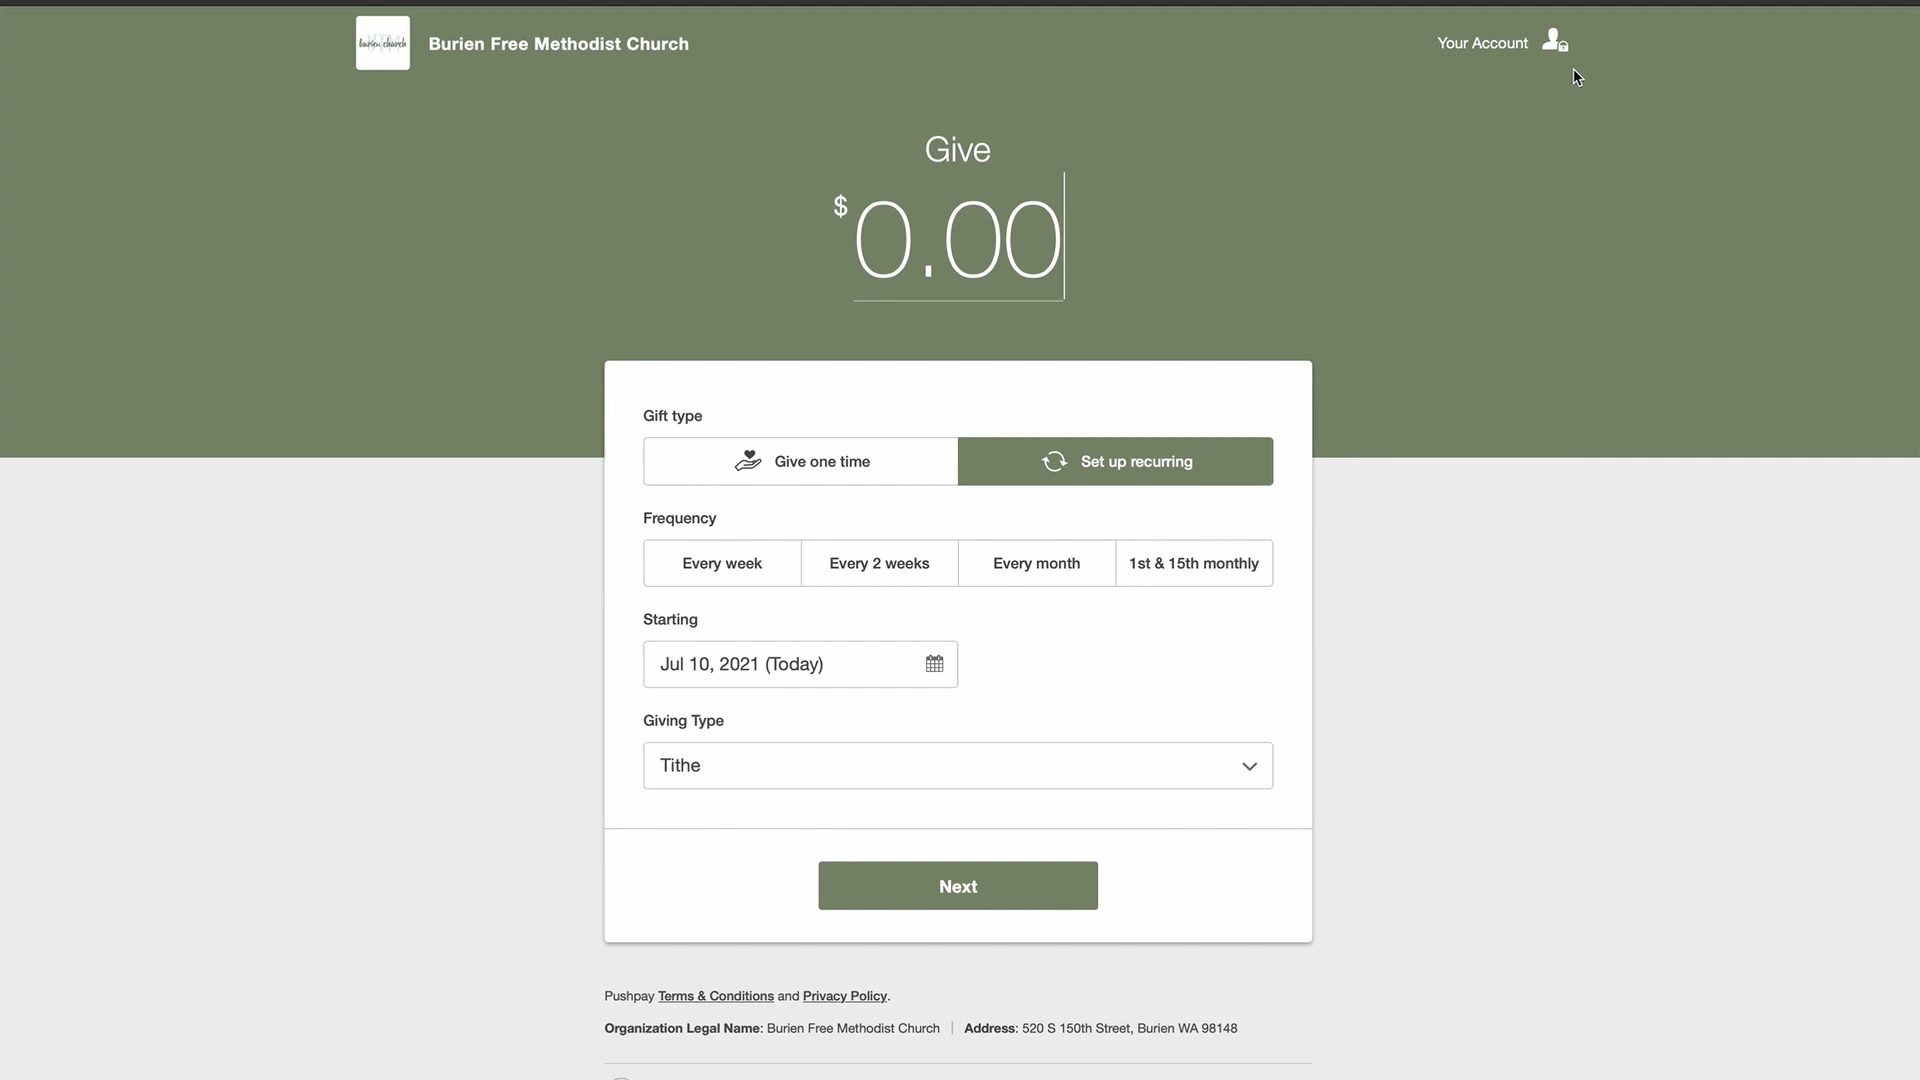 burien church
Burien Free Methodist Church
Your Account
Give
$0.00
Gift type
Give one time
Set up recurring
Frequency
Every week
Every 2 weeks
Every month
1st & 15th monthly
Starting
Jul 10, 2021 (Today)
Giving Type
Tithe
Next
Pushpay Terms & Conditions and Privacy Policy.
Organization Legal Name: Burien Free Methodist Church | Address: 520 S 150th Street, Burien WA 98148